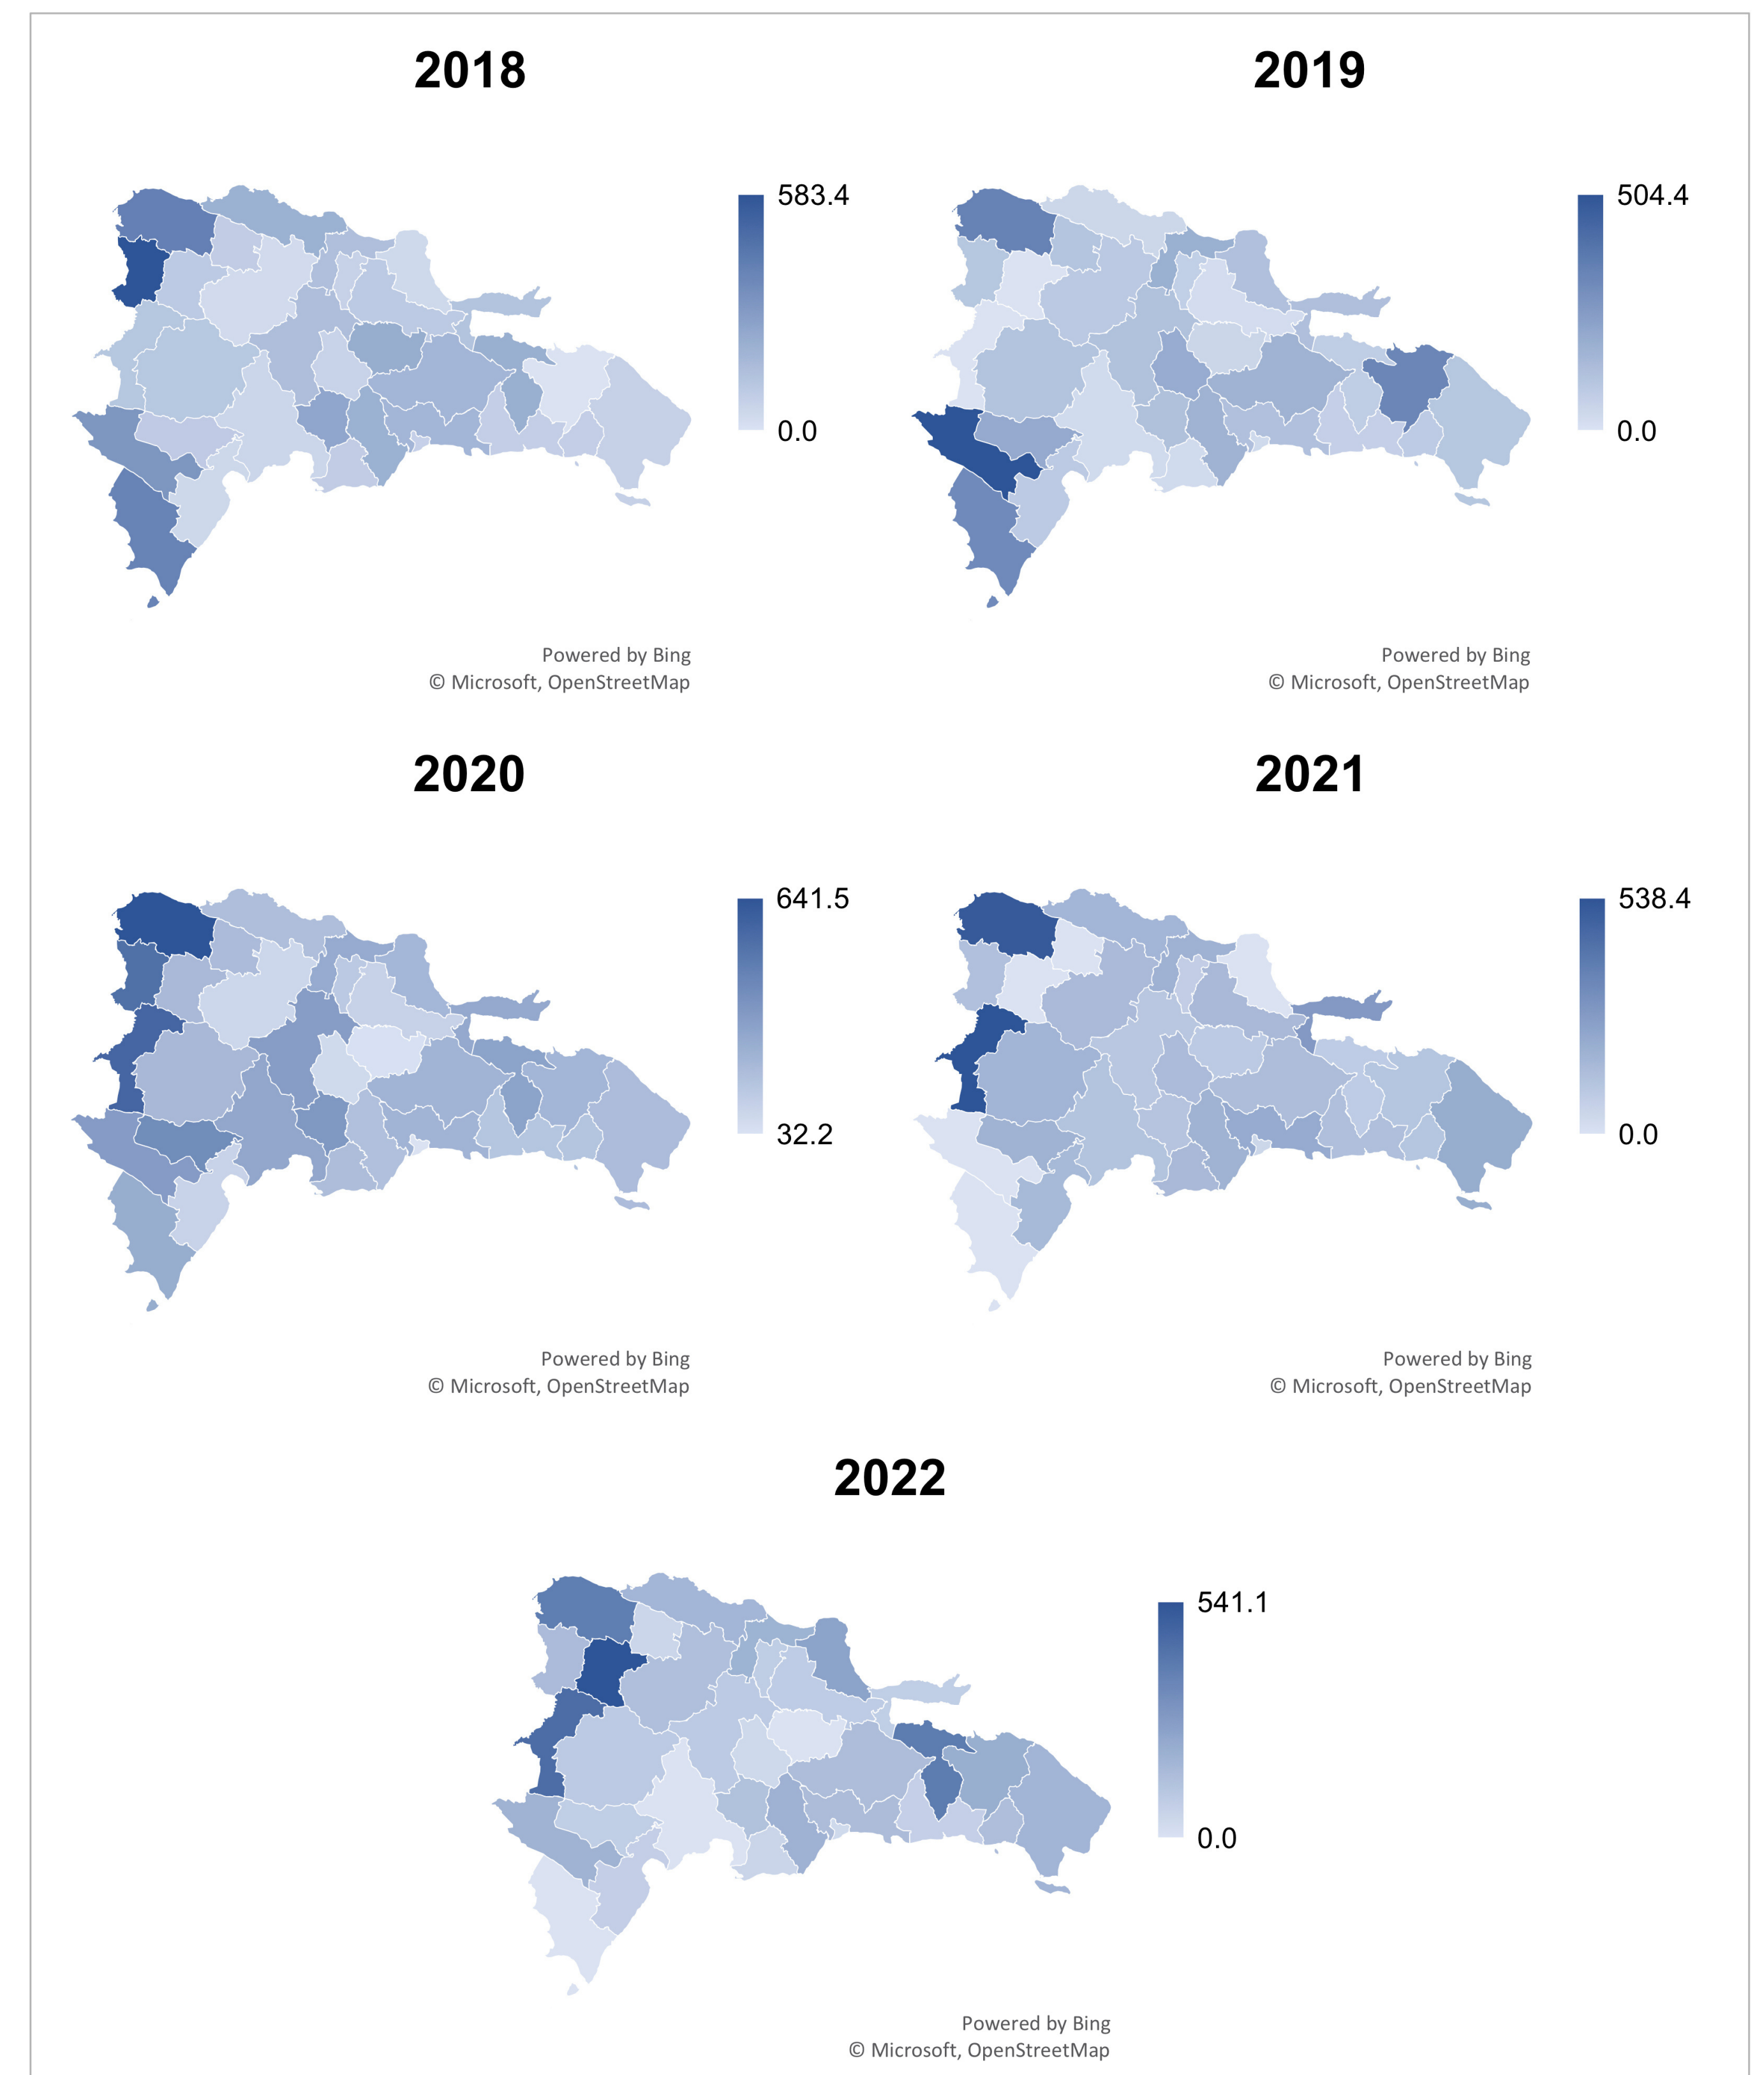 2018
583.4
0.0
Powered by Bing
© Microsoft, OpenStreetMap
2019
504.4
0.0
Powered by Bing
© Microsoft, OpenStreetMap
2020
641.5
32.2
Powered by Bing
© Microsoft, OpenStreetMap
2021
538.4
0.0
Powered by Bing
© Microsoft, OpenStreetMap
2022
541.1
0.0
Powered by Bing
© Microsoft, OpenStreetMap